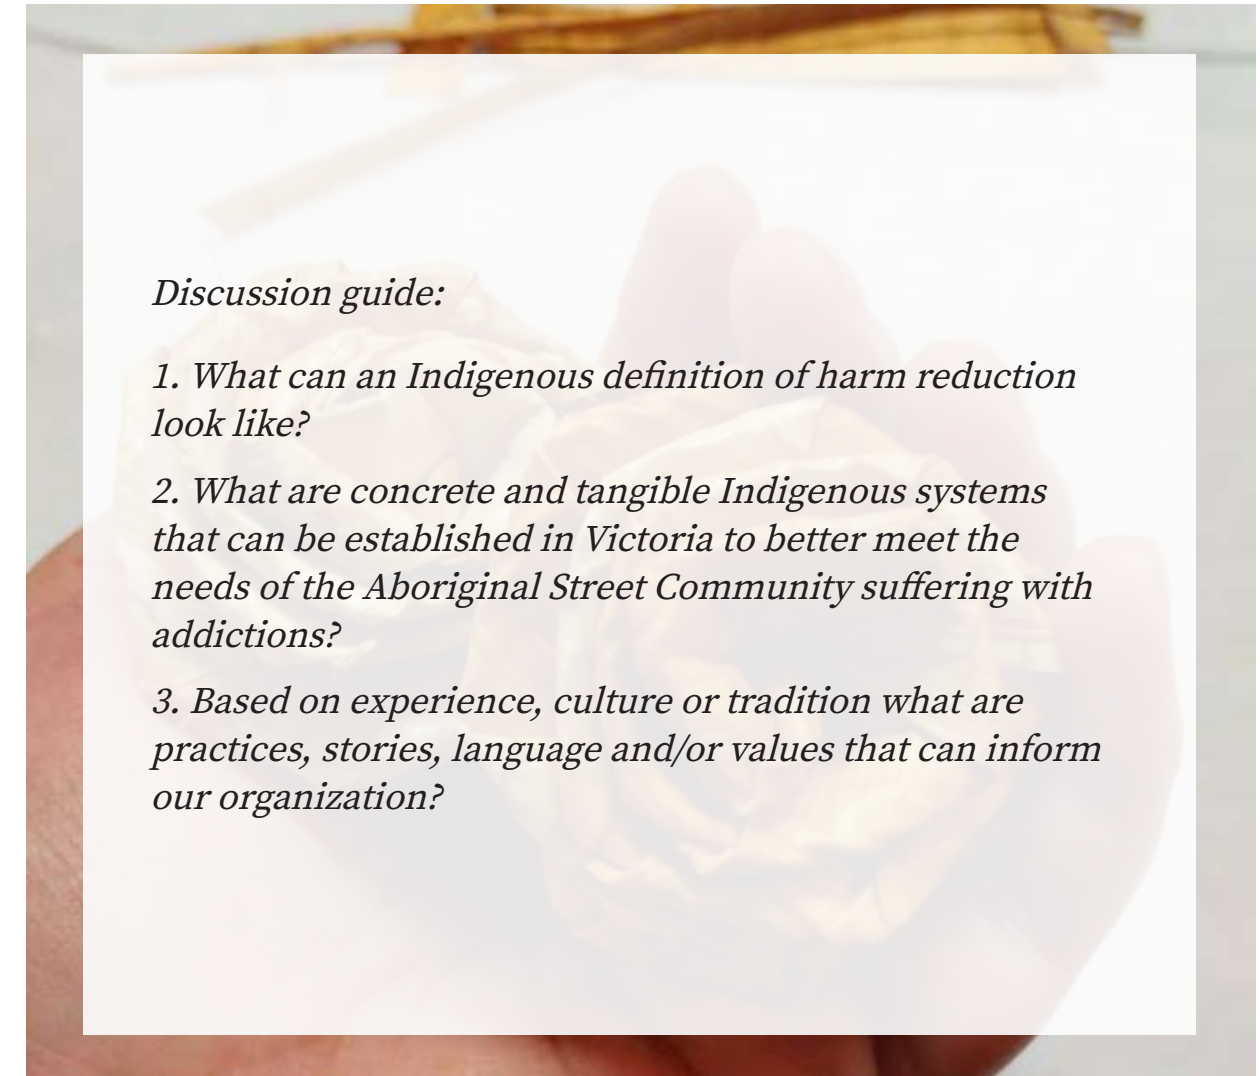 Discussion guide:
1. What can an Indigenous definition of harm reduction
look like?
2. What are concrete and tangible Indigenous systems
that can be established in Victoria to better meet the
needs of the Aboriginal Street Community suffering with
addictions?
3. Based on experience, culture or tradition what are
practices, stories, language and/or values that can inform
our organization?